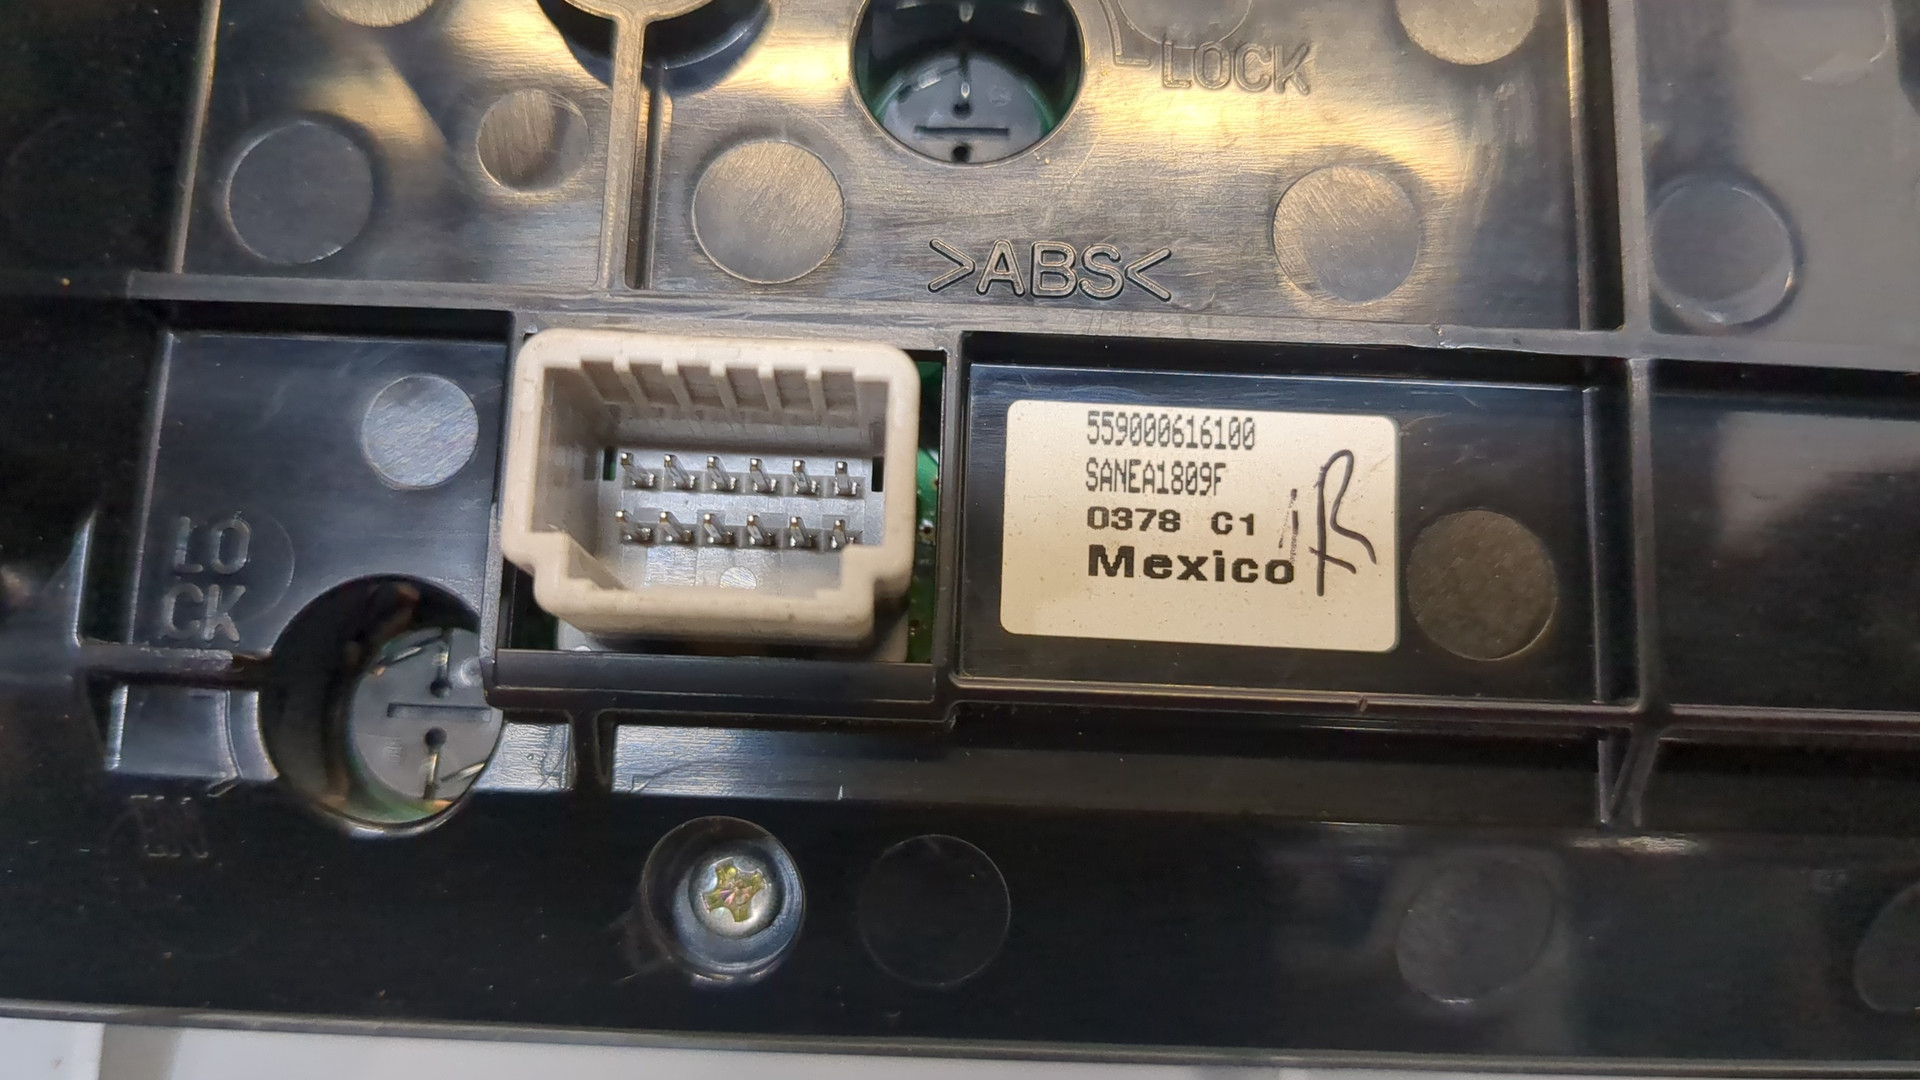 LOCK
>ABS<
559000616100
SANEA1809F
0378 C1
Mexico
R
LO
CK